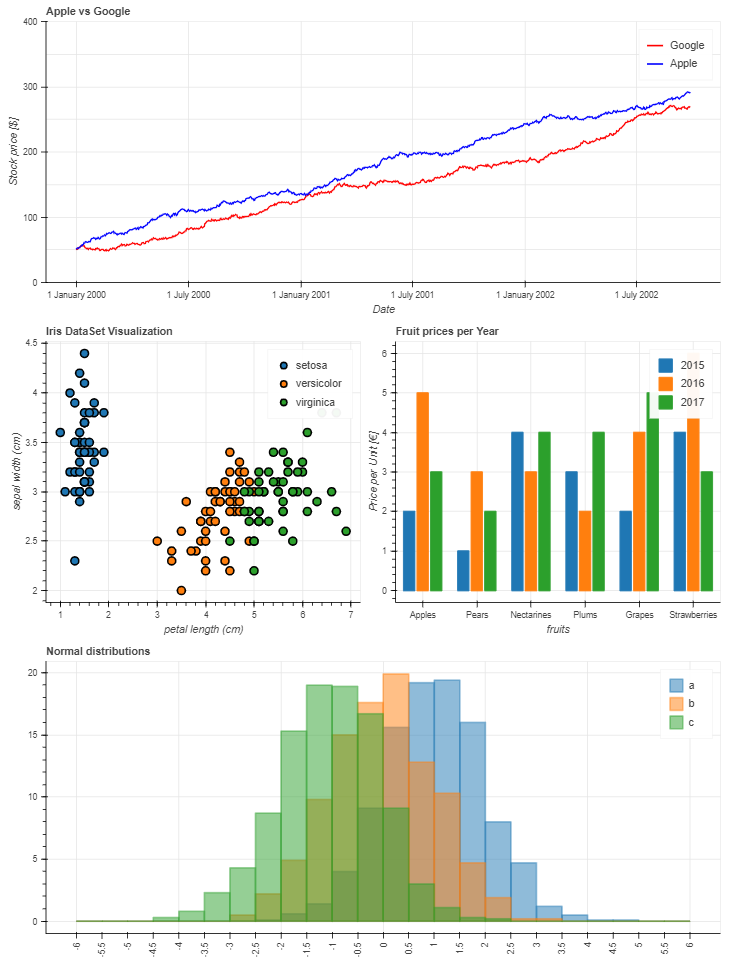 Apple vs Google
400
300
200
100
0
Stock price [$]
Google
Apple
1 January 2000
1 July 2000
1 January 2001
1 July 2001
1 January 2002
1 July 2002
Date
Iris DataSet Visualization
4.5
4
3.5
3
2.5
2
sepal width (cm)
setosa
versicolor
virginica
1
2
3
4
5
6
7
petal length (cm)
Fruit prices per Year
6
5
4
3
2
1
0
Price per Unit [€]
2015
2016
2017
Apples
Pears
Nectarines
Plums
Grapes
Strawberries
fruits
Normal distributions
20
15
10
5
0
a
b
c
-6
-5.5
-5
-4.5
-4
-3.5
-3
-2.5
-2
-1.5
-1
-0.5
0
0.5
1
1.5
2
2.5
3
3.5
4
4.5
5
5.5
6